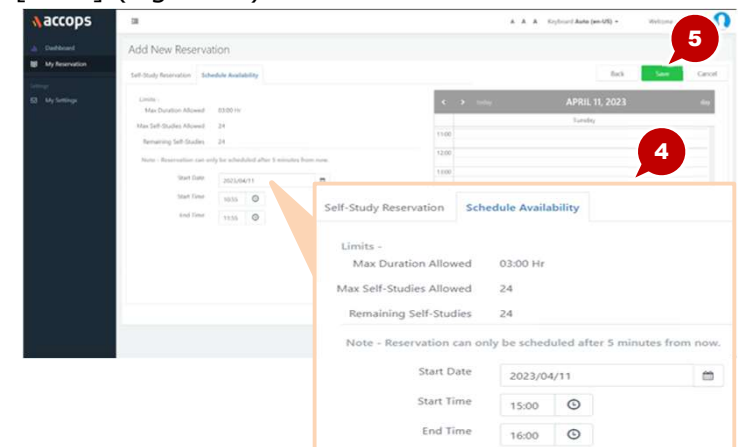 accops
A A A Keyboard Auto (en-US)
Welcome
5
Dashboard
My Reservation
Settings
My Settings
Add New Reservation
Self-Study Reservation Schedule Availability
Back Save Cancel
Limits -
Max Duration Allowed 03:00 Hr
Max Self-Studies Allowed 24
Remaining Self-Studies 24
Note - Reservation can only be scheduled after 5 minutes from now.
Start Date 2023/04/11
Start Time 10:55
End Time 11:55
< > today APRIL 11, 2023 day
Tuesday
11:00
12:00
13:00
4
Self-Study Reservation Schedule Availability
Limits -
Max Duration Allowed 03:00 Hr
Max Self-Studies Allowed 24
Remaining Self-Studies 24
Note - Reservation can only be scheduled after 5 minutes from now.
Start Date 2023/04/11
Start Time 15:00
End Time 16:00